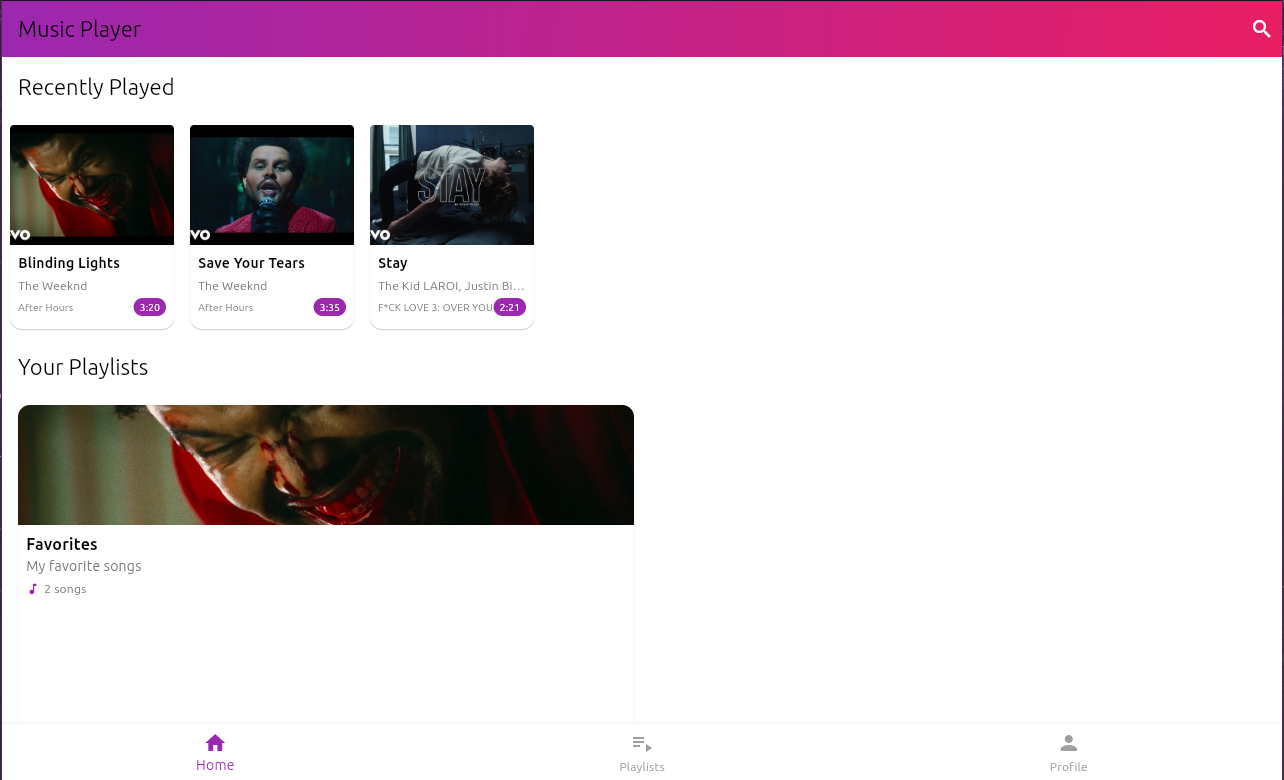 Music Player
Recently Played
VO
VO
STAY
VO
Blinding Lights
The Weeknd
After Hours
3:20
Save Your Tears
The Weeknd
After Hours
3:35
Stay
The Kid LAROI, Justin Bi...
F*CK LOVE 3: OVER YOU
2:21
Your Playlists
Favorites
My favorite songs
2 songs
Home
Playlists
Profile